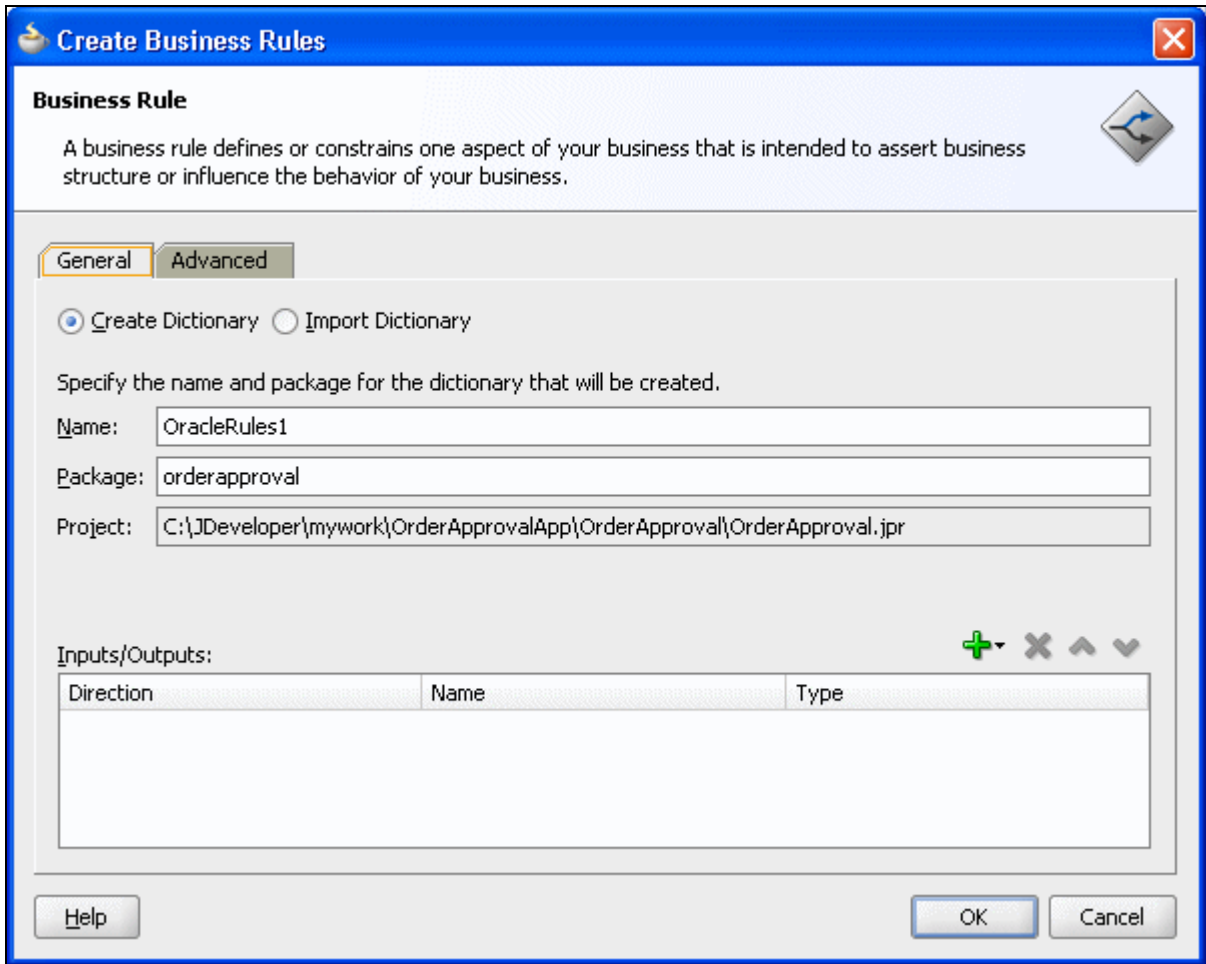 Create Business Rules
Business Rule
A business rule defines or constrains one aspect of your business that is intended to assert business
structure or influence the behavior of your business.
General Advanced
Create Dictionary Import Dictionary
Specify the name and package for the dictionary that will be created.
Name: OracleRules1
Package: orderapproval
Project: C:\JDeveloper\mywork\OrderApprovalApp\OrderApproval\OrderApproval.jpr
Inputs/Outputs:
Direction Name Type
Help OK Cancel